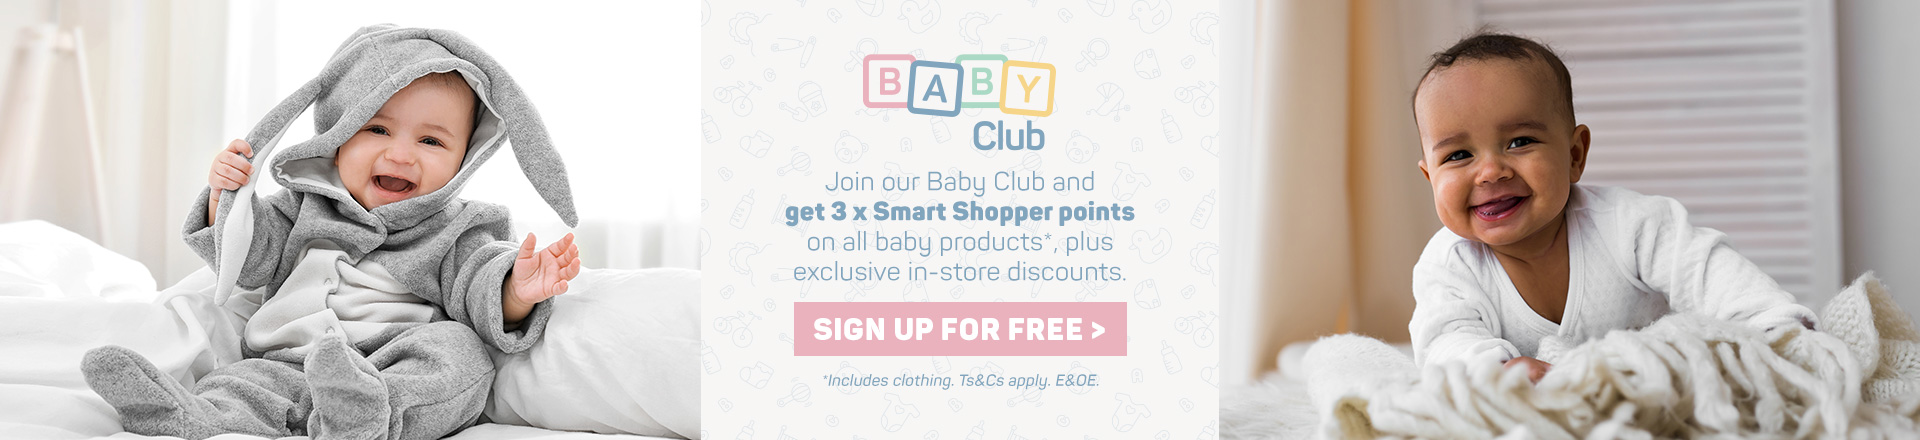 BABY
Club
Join our Baby Club and
get 3 x Smart Shopper points
on all baby products*, plus
exclusive in-store discounts.
SIGN UP FOR FREE >
*Includes clothing. Ts&Cs apply. E&OE.